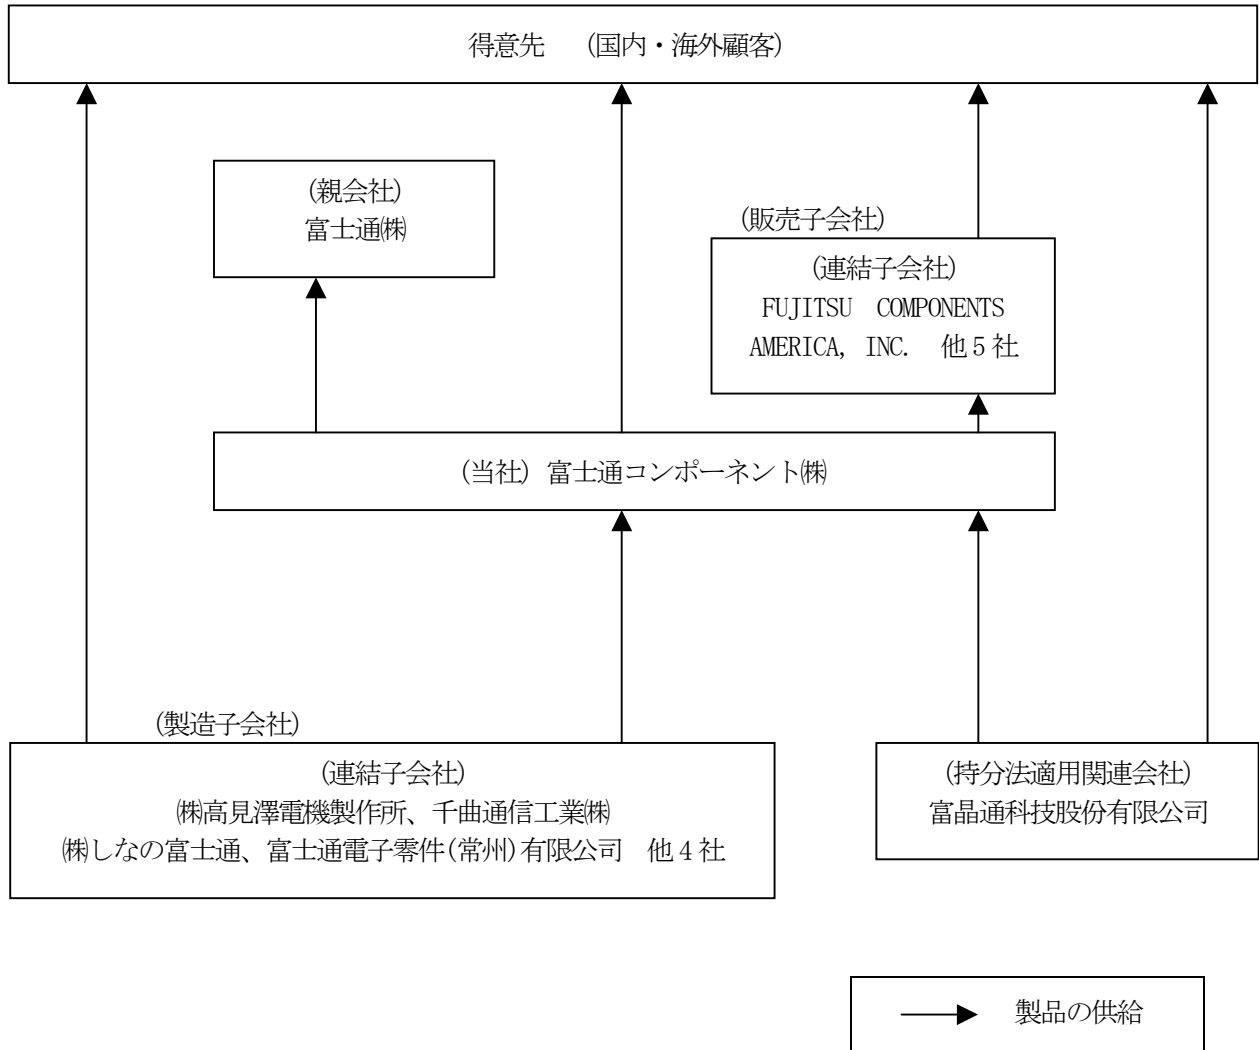 得意先　（国内・海外顧客）
（親会社）
富士通㈱
（販売子会社）
（連結子会社）
FUJITSU　COMPONENTS
AMERICA, INC.　他５社
（当社）富士通コンポーネント㈱
（製造子会社）
（連結子会社）
㈱高見澤電機製作所、千曲通信工業㈱
㈱しなの富士通、富士通電子零件(常州)有限公司　他４社
（持分法適用関連会社）
富晶通科技股份有限公司
製品の供給